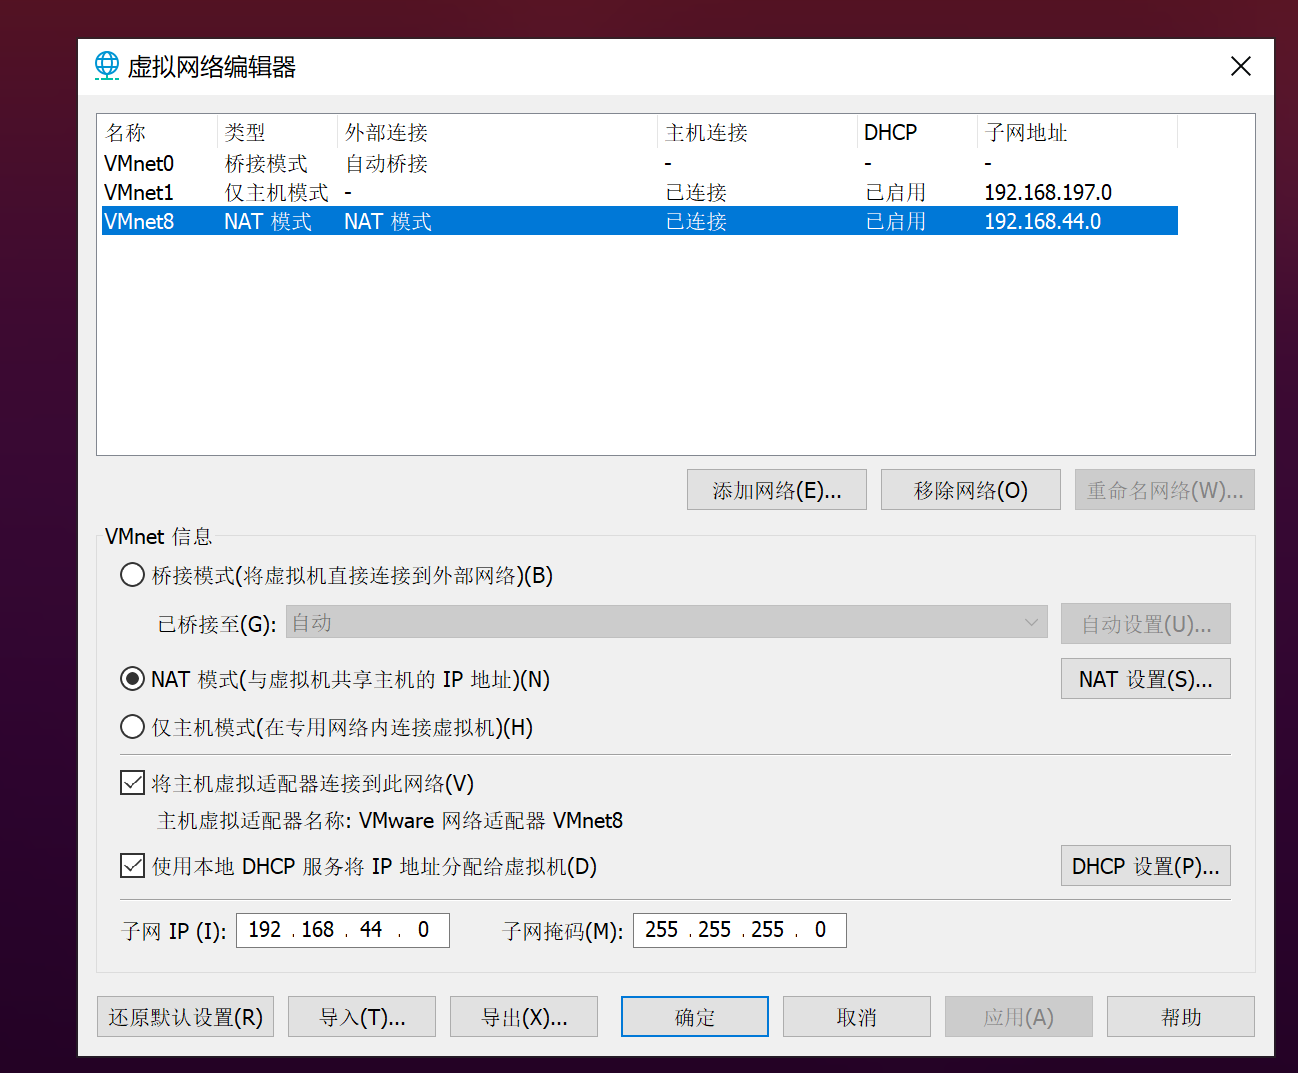 虚拟网络编辑器
名称 类型 外部连接 主机连接 DHCP 子网地址
VMnet0 桥接模式 自动桥接 - - -
VMnet1 仅主机模式 - 已连接 已启用 192.168.197.0
VMnet8 NAT 模式 NAT 模式 已连接 已启用 192.168.44.0
添加网络(E)... 移除网络(O) 重命名网络(W)...
VMnet 信息
桥接模式(将虚拟机直接连接到外部网络)(B)
已桥接至(G): 自动 自动设置(U)...
NAT 模式(与虚拟机共享主机的 IP 地址)(N) NAT 设置(S)...
仅主机模式(在专用网络内连接虚拟机)(H)
将主机虚拟适配器连接到此网络(V)
主机虚拟适配器名称: VMware 网络适配器 VMnet8
使用本地 DHCP 服务将 IP 地址分配给虚拟机(D) DHCP 设置(P)...
子网 IP (I): 192 . 168 . 44 . 0 子网掩码(M): 255 . 255 . 255 . 0
还原默认设置(R) 导入(T)... 导出(X)... 确定 取消 应用(A) 帮助